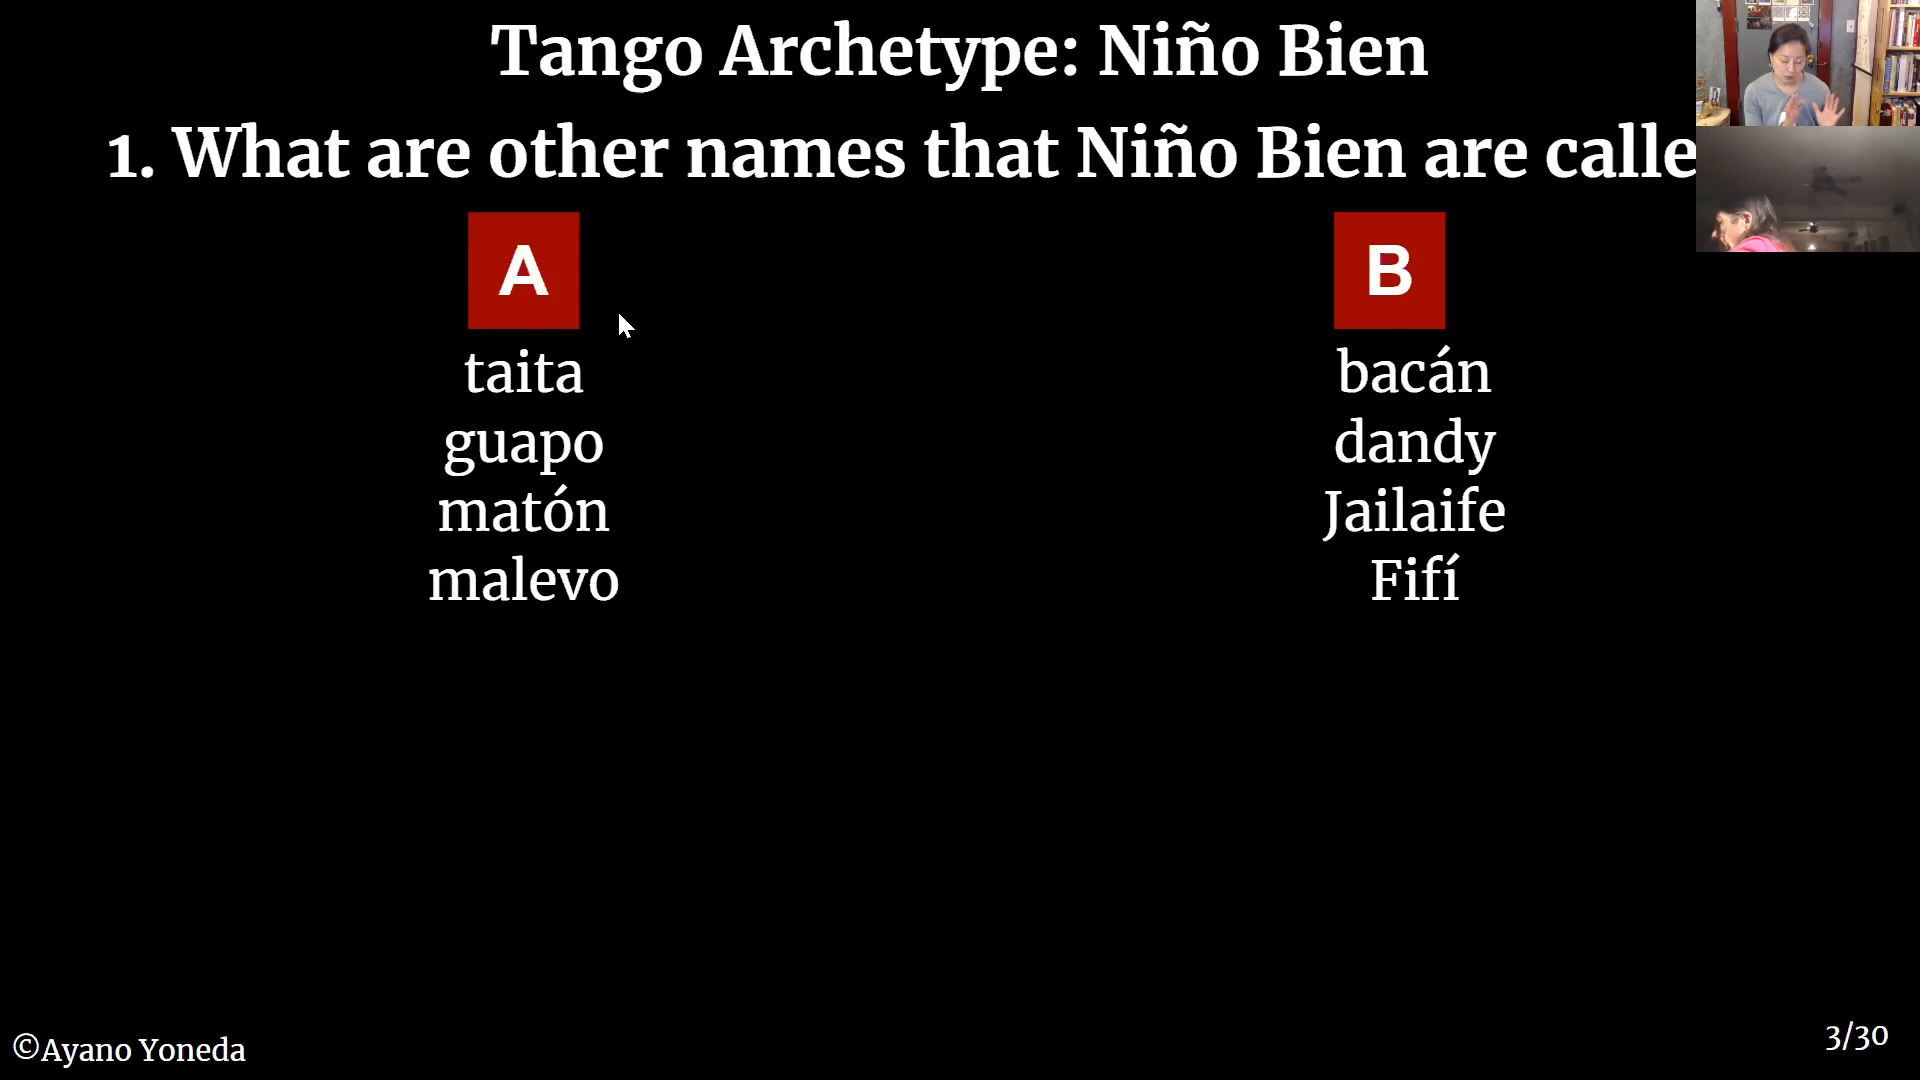 Tango Archetype: Niño Bien
1. What are other names that Niño Bien are calle
A
B
taita
guapo
matón
malevo
bacán
dandy
Jailaife
Fifí
©Ayano Yoneda
3/30